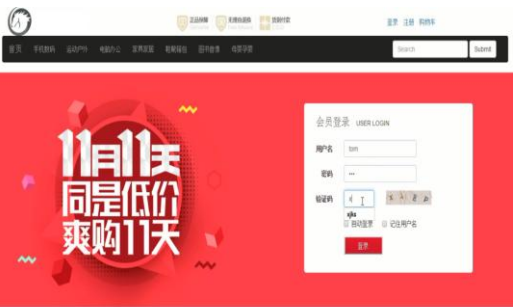 正品保障
无理由退换
货到付款
登录 注册 购物车
首页 手机数码 运动户外 电脑办公 家用家居 鞋靴箱包 图书音像 母婴孕婴
Search
Submit
11月11天
同是低价
爽购11天
会员登录 USER LOGIN
用户名 tom
密码 •••
验证码
自动登录 记住用户名
登录